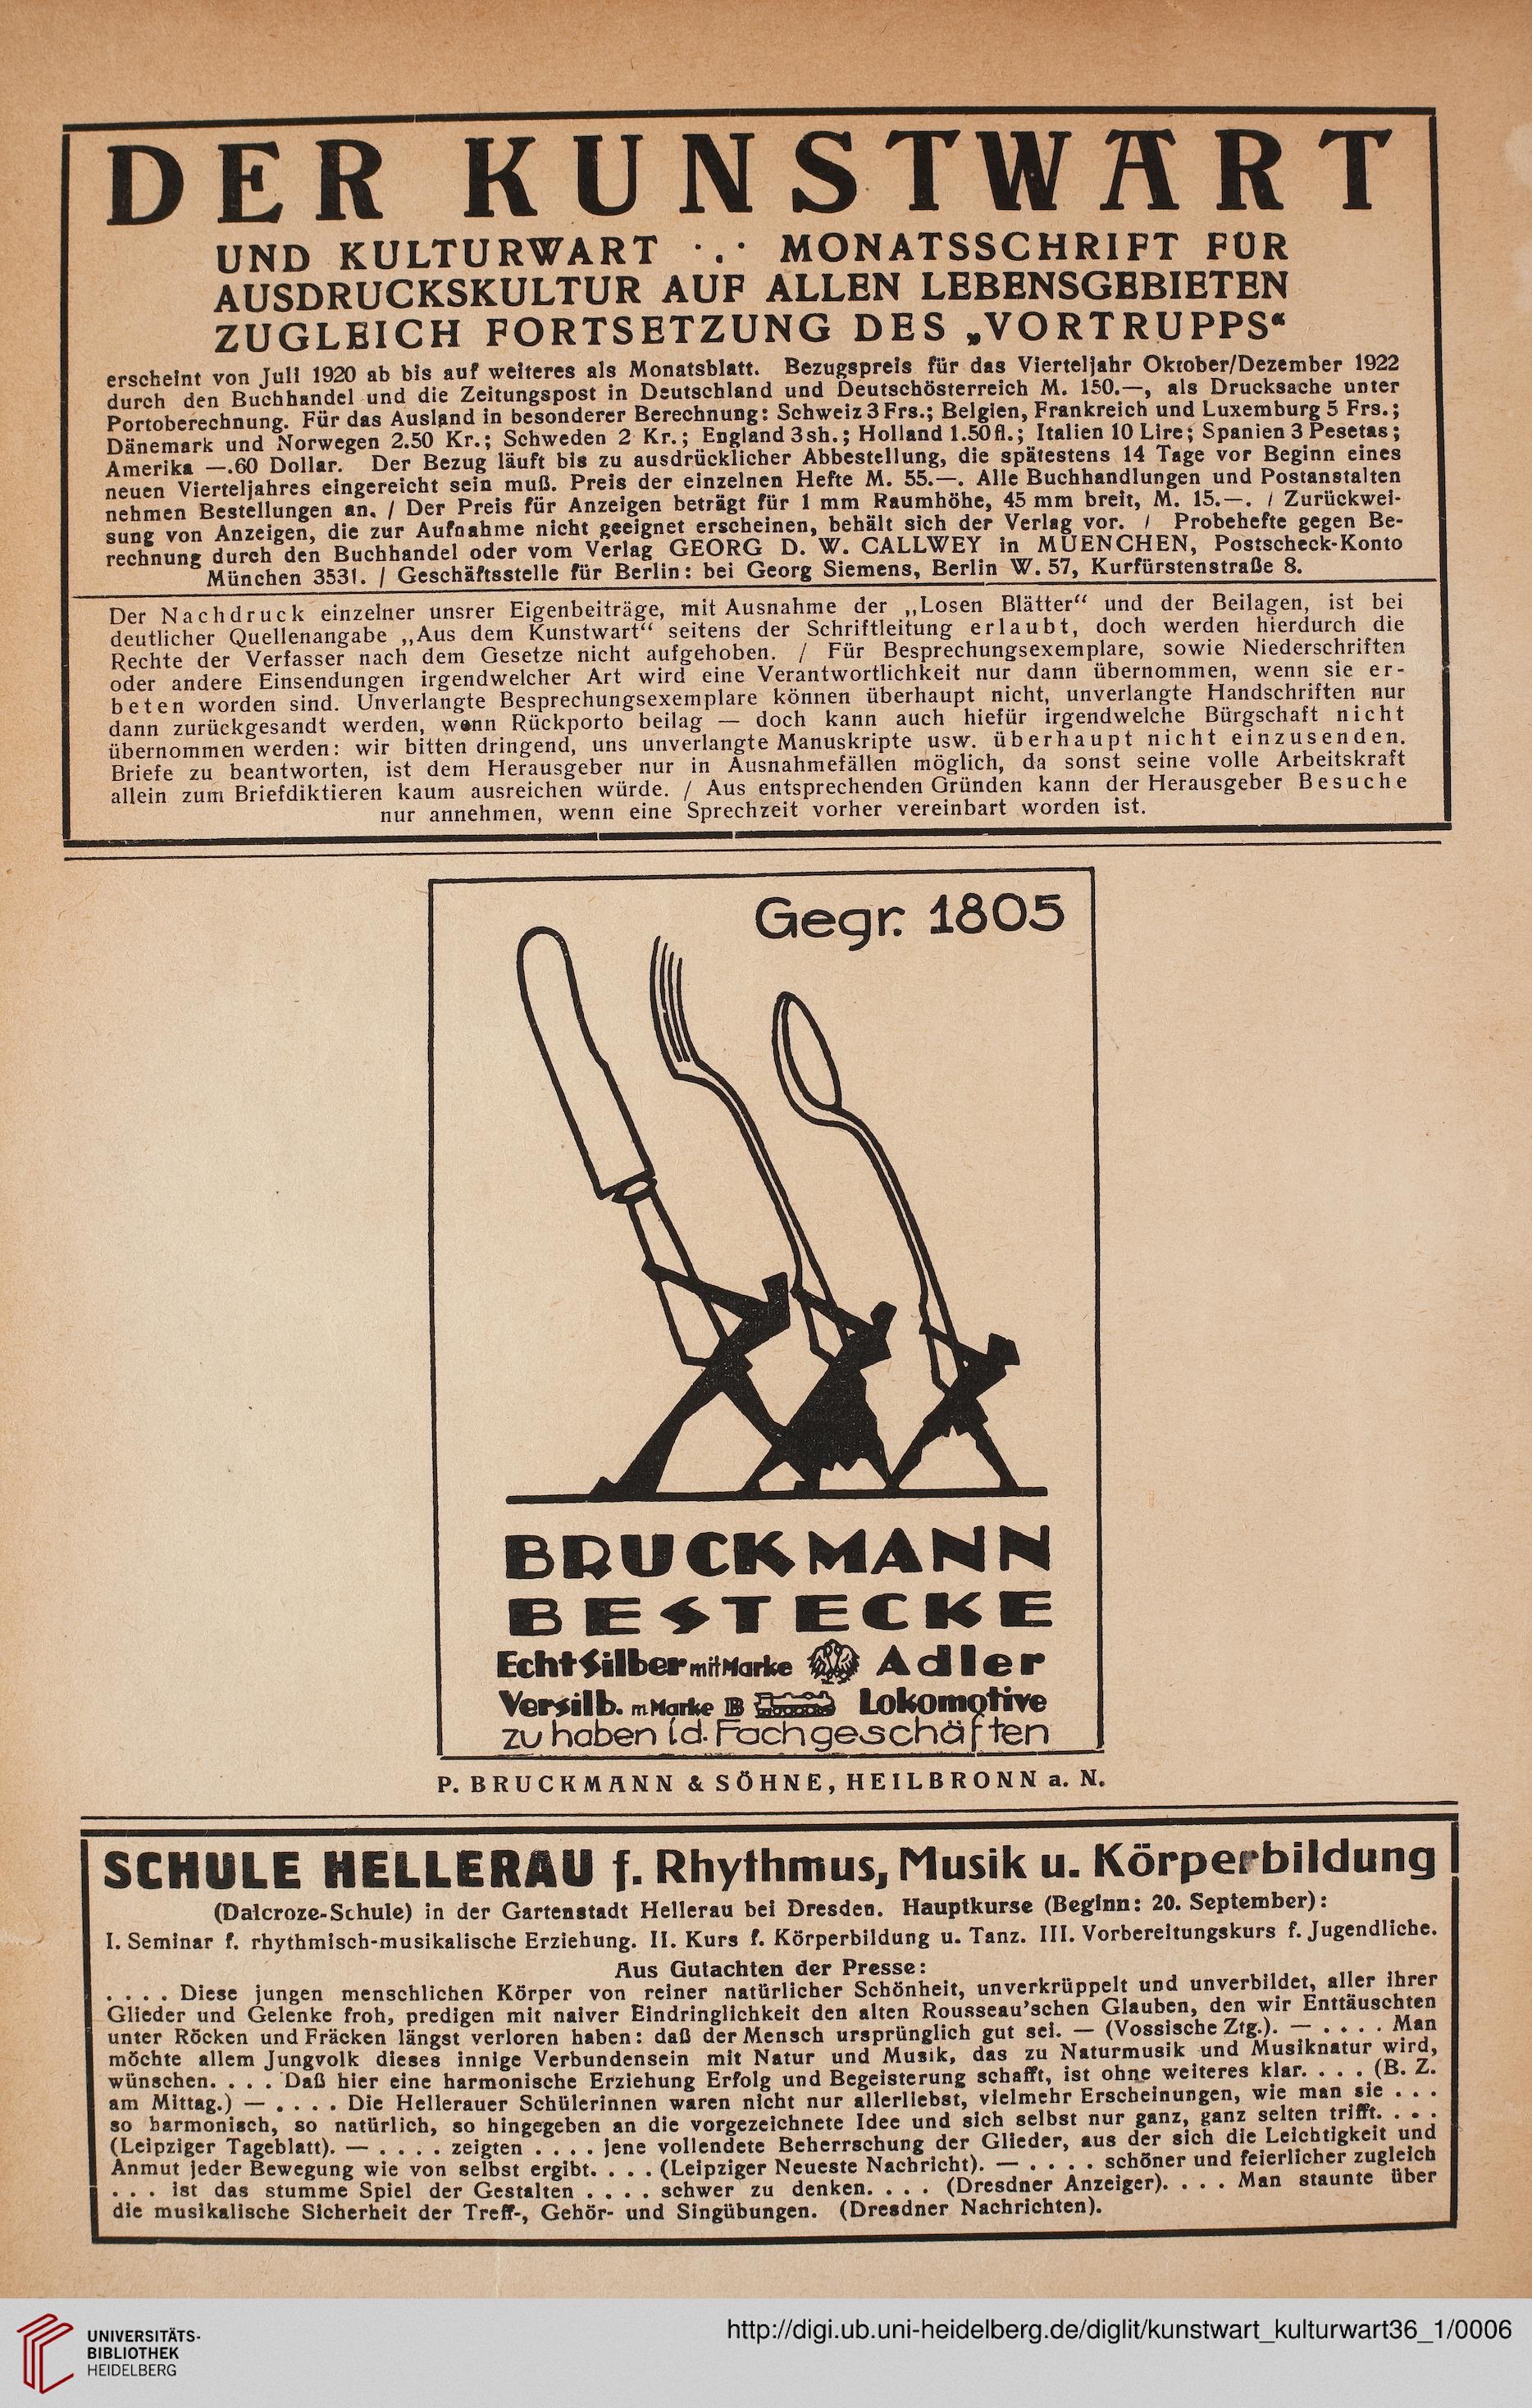 DER KUNSTWART
UND KULTURWART ·.· MONATSSCHRIFT FÜR
AUSDRUCKSKULTUR AUF ALLEN LEBENSGEBIETEN
ZUGLEICH FORTSETZUNG DES „VORTRUPPS“
erscheint von Juli 1920 ab bis auf weiteres als Monatsblatt. Bezugspreis für das Vierteljahr Oktober/Dezember 1922
durch den Buchhandel und die Zeitungspost in Deutschland und Deutschösterreich M. 150.—, als Drucksache unter
Portoberechnung. Für das Ausland in besonderer Berechnung: Schweiz 3 Frs.; Belgien, Frankreich und Luxemburg 5 Frs.;
Dänemark und Norwegen 2.50 Kr.; Schweden 2 Kr.; England 3 sh.; Holland 1.50 fl.; Italien 10 Lire; Spanien 3 Pesetas;
Amerika —.60 Dollar. Der Bezug läuft bis zu ausdrücklicher Abbestellung, die spätestens 14 Tage vor Beginn eines
neuen Vierteljahres eingereicht sein muß. Preis der einzelnen Hefte M. 55.—. Alle Buchhandlungen und Postanstalten
nehmen Bestellungen an. / Der Preis für Anzeigen beträgt für 1 mm Raumhöhe, 45 mm breit, M. 15.—. / Zurückwei-
sung von Anzeigen, die zur Aufnahme nicht geeignet erscheinen, behält sich der Verlag vor. / Probehefte gegen Be-
rechnung durch den Buchhandel oder vom Verlag GEORG D. W. CALLWEY in MUENCHEN, Postscheck-Konto
München 3531. / Geschäftsstelle für Berlin: bei Georg Siemens, Berlin W. 57, Kurfürstenstraße 8.
Der Nachdruck einzelner unsrer Eigenbeiträge, mit Ausnahme der „Losen Blätter“ und der Beilagen, ist bei
deutlicher Quellenangabe „Aus dem Kunstwart“ seitens der Schriftleitung erlaubt, doch werden hierdurch die
Rechte der Verfasser nach dem Gesetze nicht aufgehoben. / Für Besprechungsexemplare, sowie Niederschriften
oder andere Einsendungen irgendwelcher Art wird eine Verantwortlichkeit nur dann übernommen, wenn sie er-
beten worden sind. Unverlangte Besprechungsexemplare können überhaupt nicht, unverlangte Handschriften nur
dann zurückgesandt werden, wenn Rückporto beilag — doch kann auch hiefür irgendwelche Bürgschaft nicht
übernommen werden: wir bitten dringend, uns unverlangte Manuskripte usw. überhaupt nicht einzusenden.
Briefe zu beantworten, ist dem Herausgeber nur in Ausnahmefällen möglich, da sonst seine volle Arbeitskraft
allein zum Briefdiktieren kaum ausreichen würde. / Aus entsprechenden Gründen kann der Herausgeber Besuche
nur annehmen, wenn eine Sprechzeit vorher vereinbart worden ist.
Gegr. 1805
BRUCKMANN
BESTECKE
Echt Silber mit Marke Adler
Versilb. m Marke B Lokomotive
zu haben i.d. Fachgeschäften
P. BRUCKMANN & SÖHNE, HEILBRONN a. N.
SCHULE HELLERAU f. Rhythmus, Musik u. Körperbildung
(Dalcroze-Schule) in der Gartenstadt Hellerau bei Dresden. Hauptkurse (Beginn: 20. September):
I. Seminar f. rhythmisch-musikalische Erziehung. II. Kurs f. Körperbildung u. Tanz. III. Vorbereitungskurs f. Jugendliche.
Aus Gutachten der Presse:
. . . . Diese jungen menschlichen Körper von reiner natürlicher Schönheit, unverkrüppelt und unverbildet, aller ihrer
Glieder und Gelenke froh, predigen mit naiver Eindringlichkeit den alten Rousseau'schen Glauben, den wir Enttäuschten
unter Röcken und Fräcken längst verloren haben: daß der Mensch ursprünglich gut sei. — (Vossische Ztg.). — . . . . Man
möchte allem Jungvolk dieses innige Verbundensein mit Natur und Musik, das zu Naturmusik und Musiknatur wird,
wünschen. . . . Daß hier eine harmonische Erziehung Erfolg und Begeisterung schafft, ist ohne weiteres klar. . . . (B. Z.
am Mittag.) — . . . . Die Hellerauer Schülerinnen waren nicht nur allerliebst, vielmehr Erscheinungen, wie man sie . . .
so harmonisch, so natürlich, so hingegeben an die vorgezeichnete Idee und sich selbst nur ganz, ganz selten trifft. . . .
(Leipziger Tageblatt). — . . . . zeigten . . . . jene vollendete Beherrschung der Glieder, aus der sich die Leichtigkeit und
Anmut jeder Bewegung wie von selbst ergibt. . . . (Leipziger Neueste Nachricht). — . . . . schöner und feierlicher zugleich
. . . ist das stumme Spiel der Gestalten . . . . schwer zu denken. . . . (Dresdner Anzeiger). . . . Man staunte über
die musikalische Sicherheit der Treff-, Gehör- und Singübungen. (Dresdner Nachrichten).
UNIVERSITÄTS-
BIBLIOTHEK
HEIDELBERG
http://digi.ub.uni-heidelberg.de/diglit/kunstwart_kulturwart36_1/0006